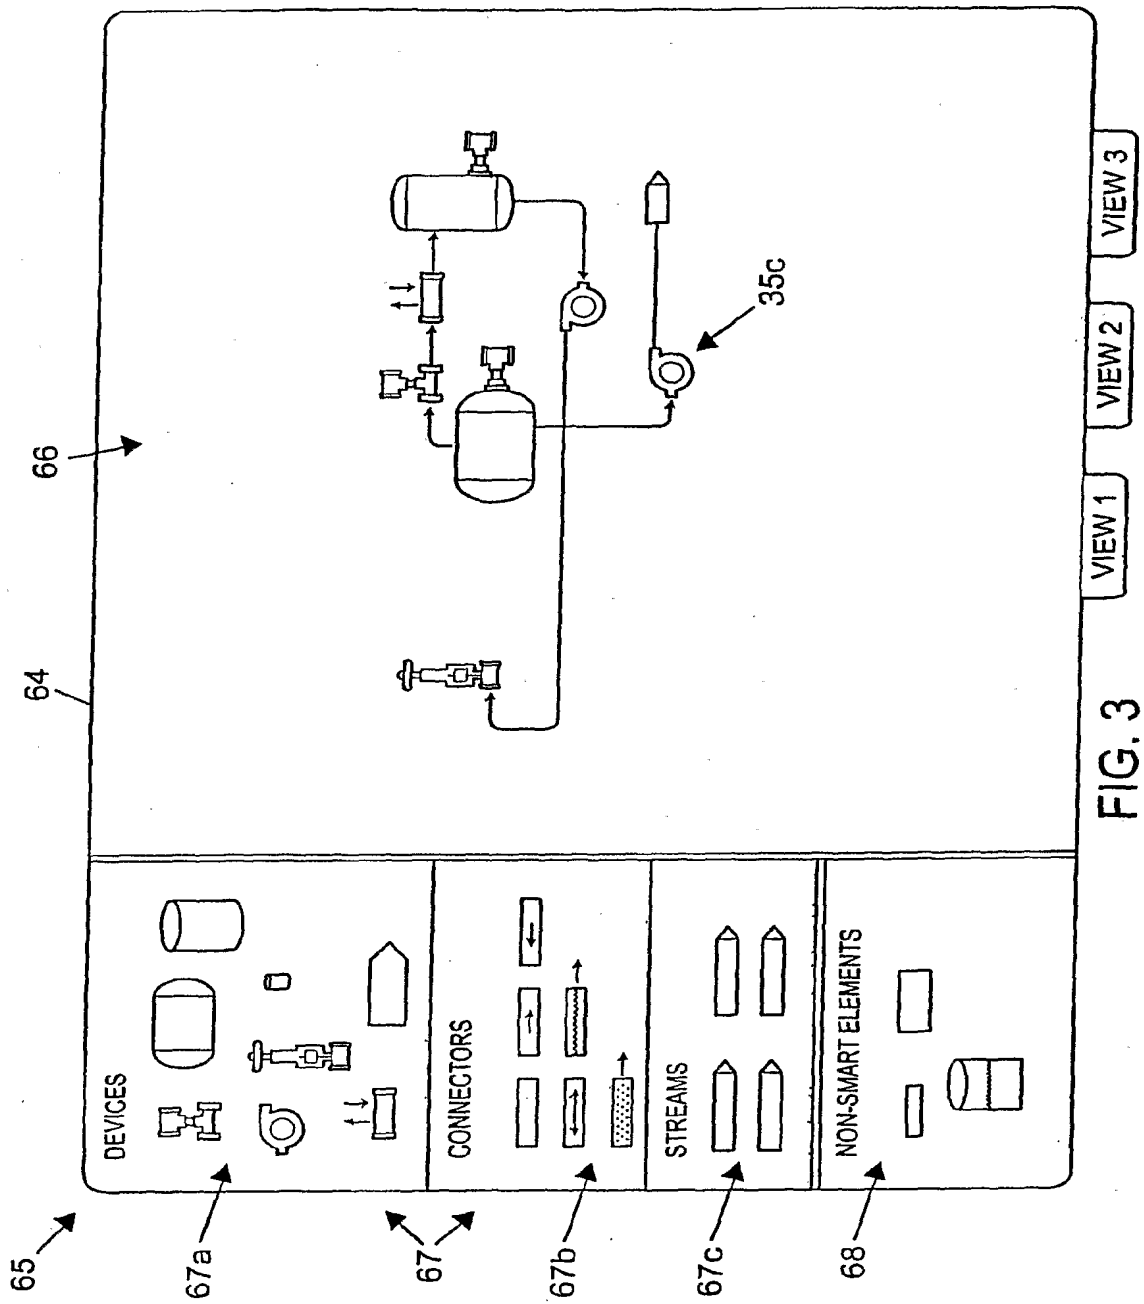 65
64
66
67a
DEVICES
67
CONNECTORS
67b
STREAMS
67c
NON-SMART ELEMENTS
68
35c
VIEW 1
VIEW 2
VIEW 3
FIG. 3